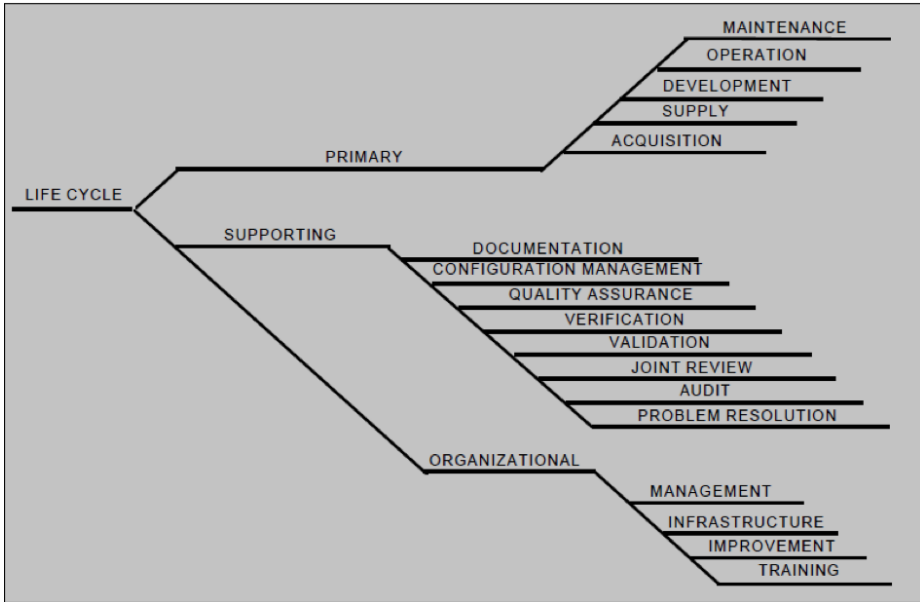 MAINTENANCE
OPERATION
DEVELOPMENT
SUPPLY
ACQUISITION
PRIMARY
LIFE CYCLE
SUPPORTING
DOCUMENTATION
CONFIGURATION MANAGEMENT
QUALITY ASSURANCE
VERIFICATION
VALIDATION
JOINT REVIEW
AUDIT
PROBLEM RESOLUTION
ORGANIZATIONAL
MANAGEMENT
INFRASTRUCTURE
IMPROVEMENT
TRAINING